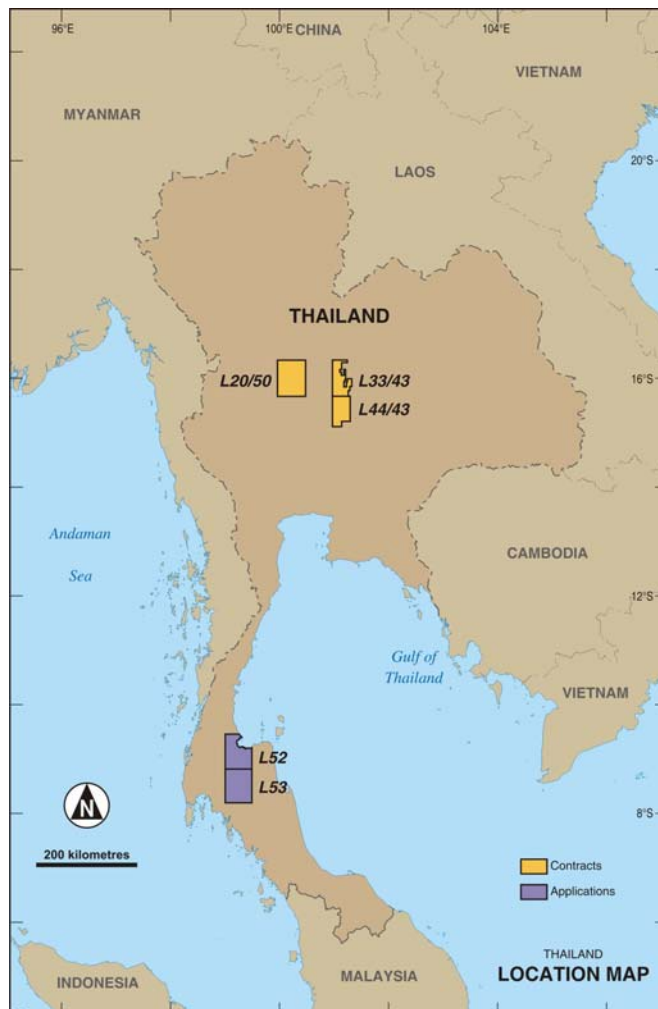 96°E
100°E
104°E
CHINA
VIETNAM
MYANMAR
20°S
LAOS
THAILAND
L20/50
L33/43
16°S
L44/43
Andaman
Sea
CAMBODIA
12°S
Gulf of
Thailand
VIETNAM
L52
L53
N
8°S
200 kilometres
Contracts
Applications
THAILAND
LOCATION MAP
INDONESIA
MALAYSIA